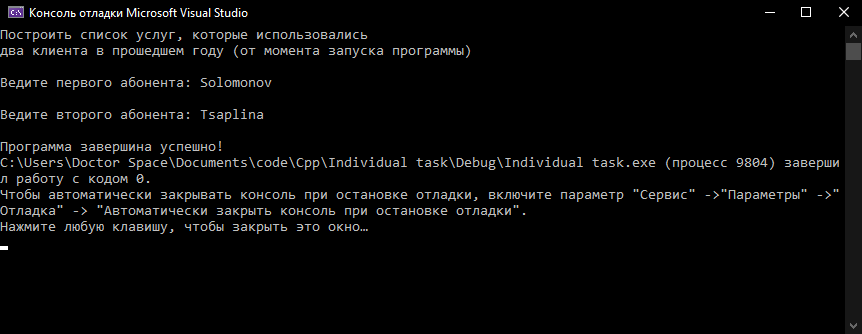 Консоль отладки Microsoft Visual Studio
Построить список услуг, которые использовались
два клиента в прошедшем году (от момента запуска программы)
Ведите первого абонента: Solomonov
Ведите второго абонента: Tsaplina
Программа завершина успешно!
C:\Users\Doctor Space\Documents\code\Cpp\Individual task\Debug\Individual task.exe (процесс 9804) заверши
л работу с кодом 0.
Чтобы автоматически закрывать консоль при остановке отладки, включите параметр "Сервис" ->"Параметры" ->"
Отладка" -> "Автоматически закрыть консоль при остановке отладки".
Нажмите любую клавишу, чтобы закрыть это окно…